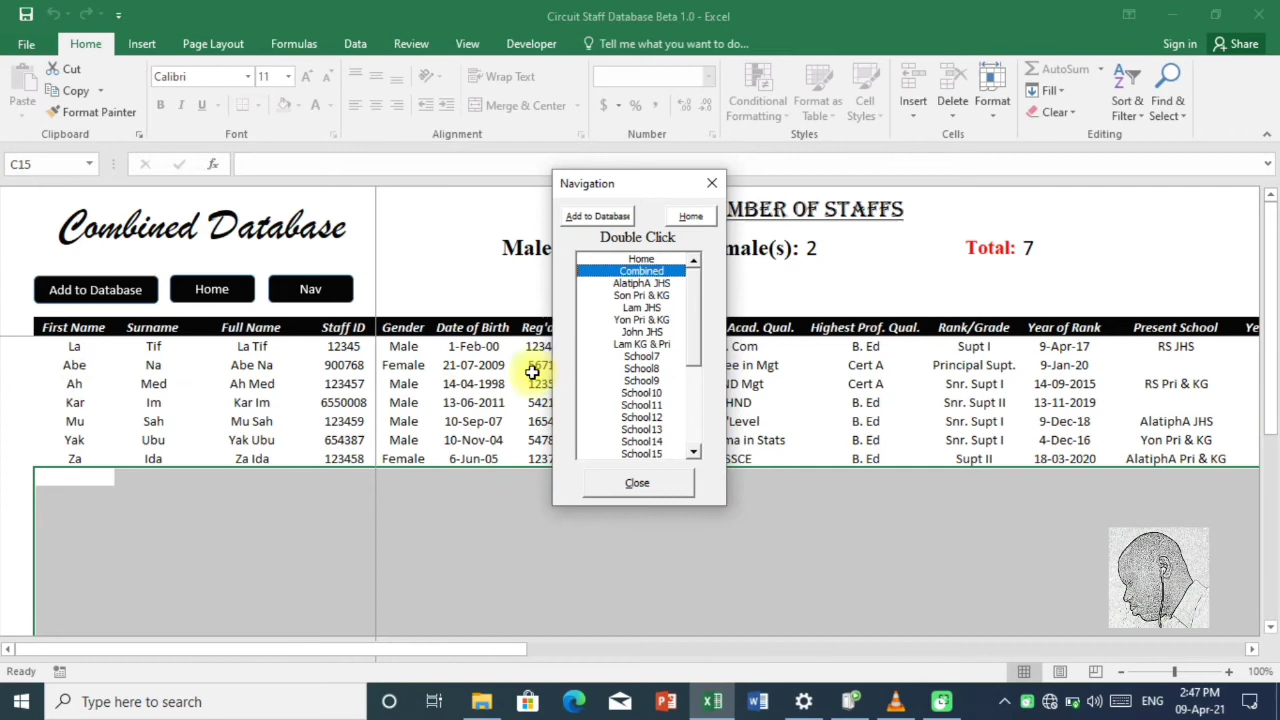 Circuit Staff Database Beta 1.0 - Excel
File Home Insert Page Layout Formulas Data Review View Developer Tell me what you want to do... Sign in Share
Paste
Cut
Copy
Format Painter
Calibri 11
B I U
Wrap Text
Merge & Center
$ % ,
Conditional Formatting
Format as Table
Cell Styles
Insert
Delete
Format
AutoSum
Fill
Clear
Sort & Filter
Find & Select
Clipboard Font Alignment Number Styles Cells Editing
C15 fx
Combined Database
MBER OF STAFFS
Male male(s): 2 Total: 7
Add to Database Home Nav
First Name Surname Full Name Staff ID Gender Date of Birth Reg'd Acad. Qual. Highest Prof. Qual. Rank/Grade Year of Rank Present School Ye
La Tif La Tif 12345 Male 1-Feb-00 1234 . Com B. Ed Supt I 9-Apr-17 RS JHS
Abe Na Abe Na 900768 Female 21-07-2009 5671 ee in Mgt Cert A Principal Supt. 9-Jan-20
Ah Med Ah Med 123457 Male 14-04-1998 1235 ND Mgt Cert A Snr. Supt I 14-09-2015 RS Pri & KG
Kar Im Kar Im 6550008 Male 13-06-2011 5421 HND B. Ed Snr. Supt II 13-11-2019
Mu Sah Mu Sah 123459 Male 10-Sep-07 1654 /Level B. Ed Snr. Supt I 9-Dec-18 AlatiphA JHS
Yak Ubu Yak Ubu 654387 Male 10-Nov-04 5478 ma in Stats B. Ed Snr. Supt I 4-Dec-16 Yon Pri & KG
Za Ida Za Ida 123458 Female 6-Jun-05 1237 SSCE B. Ed Supt II 18-03-2020 AlatiphA Pri & KG
Navigation
Add to Database Home
Double Click
Home
Combined
AlatiphA JHS
Son Pri & KG
Lam JHS
Yon Pri & KG
John JHS
Lam KG & Pri
School7
School8
School9
School10
School11
School12
School13
School14
School15
Close
Ready 100%
Type here to search
ENG
2:47 PM
09-Apr-21